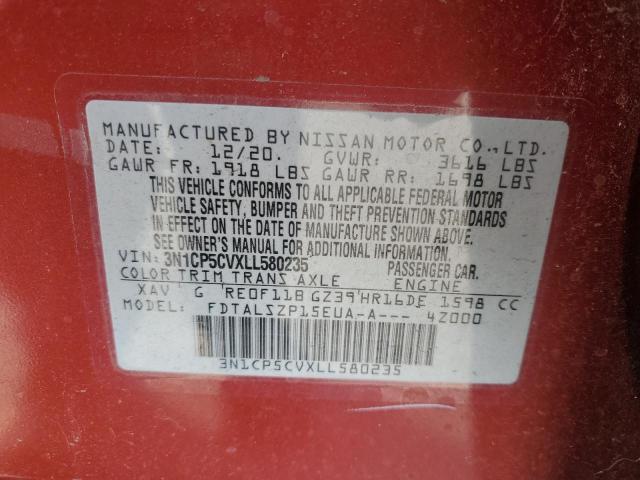 MANUFACTURED BY NISSAN MOTOR CO., LTD.
DATE: 12/20. GVWR: 3616 LBS
GAWR FR: 1918 LBS GAWR RR: 1698 LBS
THIS VEHICLE CONFORMS TO ALL APPLICABLE FEDERAL MOTOR
VEHICLE SAFETY, BUMPER AND THEFT PREVENTION STANDARDS
IN EFFECT ON THE DATE OF MANUFACTURE SHOWN ABOVE.
SEE OWNER'S MANUAL FOR ADDITIONAL INFORMATION.
VIN: 3N1CP5CVXLL580235 PASSENGER CAR.
COLOR TRIM TRANS AXLE ENGINE
XAV G RE0F11B GZ39 HR16DE 1598 CC
MODEL: FDTALSZP15EUA-A--- 4Z000
3N1CP5CVXLL580235